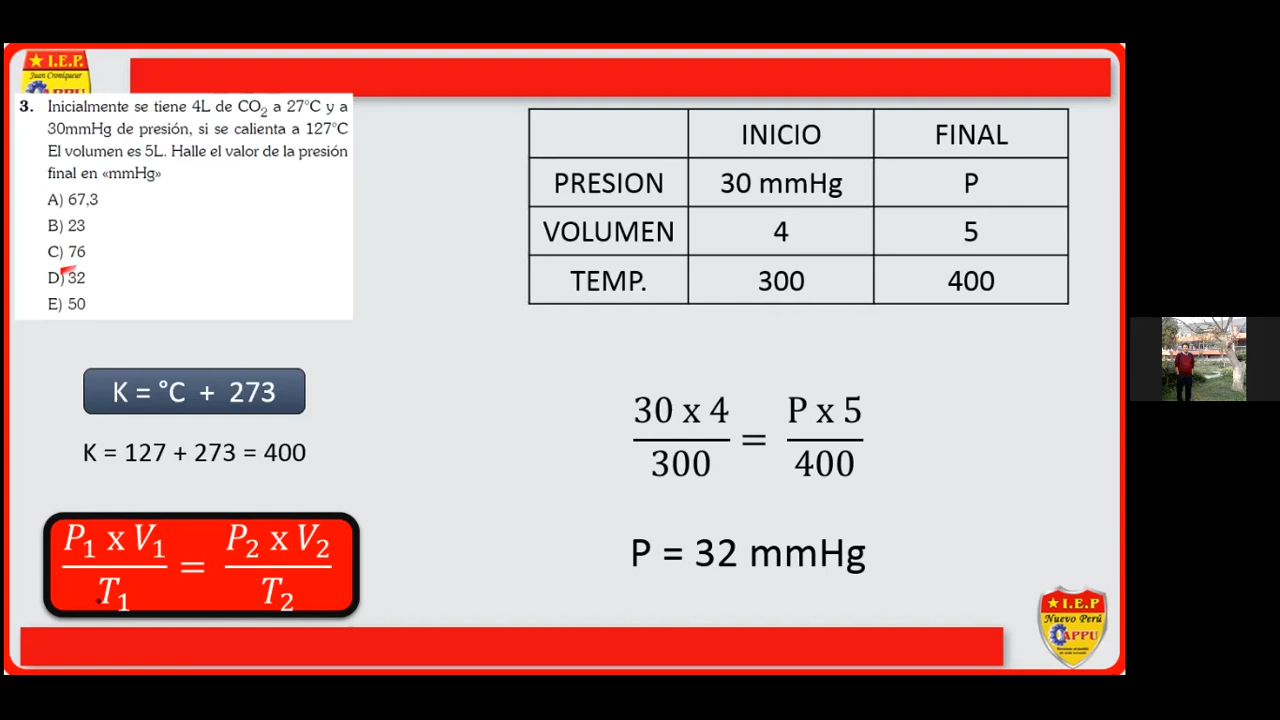 ★ I.E.P.
Juan Croniqueur
APPU
3. Inicialmente se tiene 4L de CO₂ a 27°C y a
30mmHg de presión, si se calienta a 127°C
El volumen es 5L. Halle el valor de la presión
final en «mmHg»
A) 67,3
B) 23
C) 76
D) 32
E) 50
INICIO FINAL
PRESION 30 mmHg P
VOLUMEN 4 5
TEMP. 300 400
K = °C + 273
K = 127 + 273 = 400
P₁ x V₁ / T₁ = P₂ x V₂ / T₂
30 x 4 / 300 = P x 5 / 400
P = 32 mmHg
★ I.E.P
Nuevo Perú
APPU